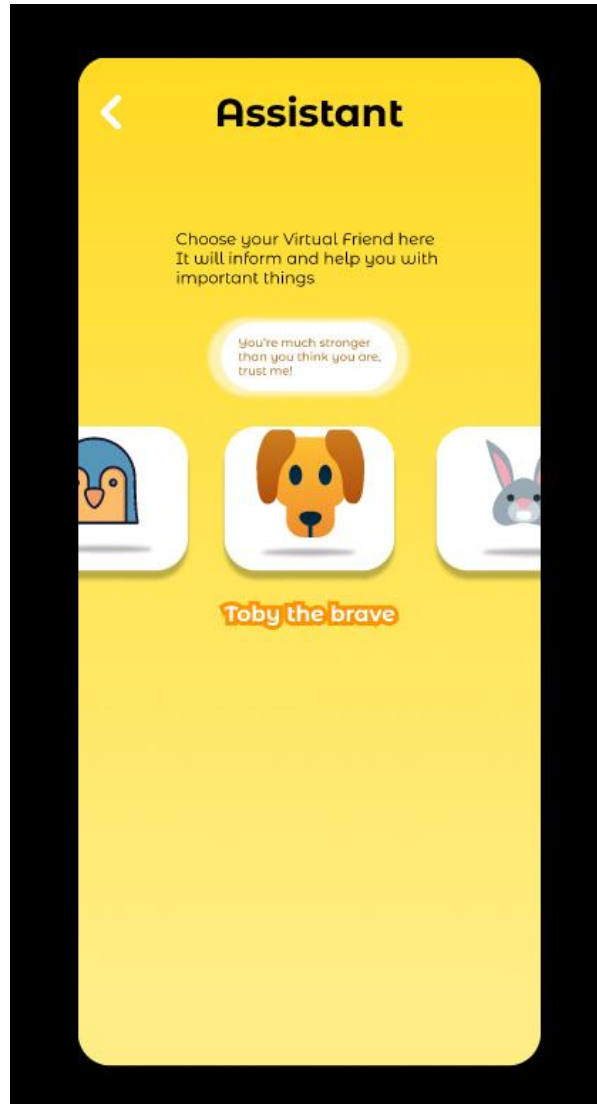 Assistant
Choose your Virtual Friend here
It will inform and help you with
important things
You're much stronger
than you think you are,
trust me!
Toby the brave